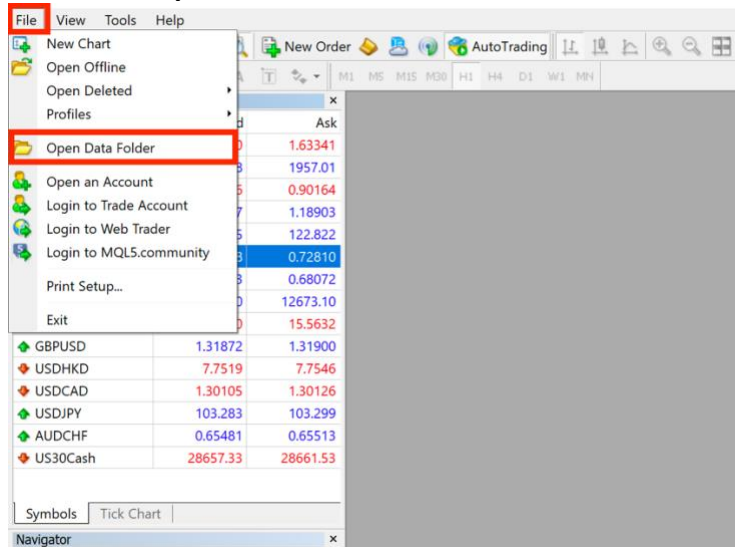 File View Tools Help
New Chart
New Order
AutoTrading
Open Offline
M1 M5 M15 M30 H1 H4 D1 W1 MN
Open Deleted
Profiles
Ask
Open Data Folder
1.63341
1957.01
Open an Account
0.90164
Login to Trade Account
1.18903
Login to Web Trader
122.822
Login to MQL5.community
0.72810
Print Setup...
0.68072
12673.10
Exit
15.5632
GBPUSD 1.31872 1.31900
USDHKD 7.7519 7.7546
USDCAD 1.30105 1.30126
USDJPY 103.283 103.299
AUDCHF 0.65481 0.65513
US30Cash 28657.33 28661.53
Symbols Tick Chart
Navigator